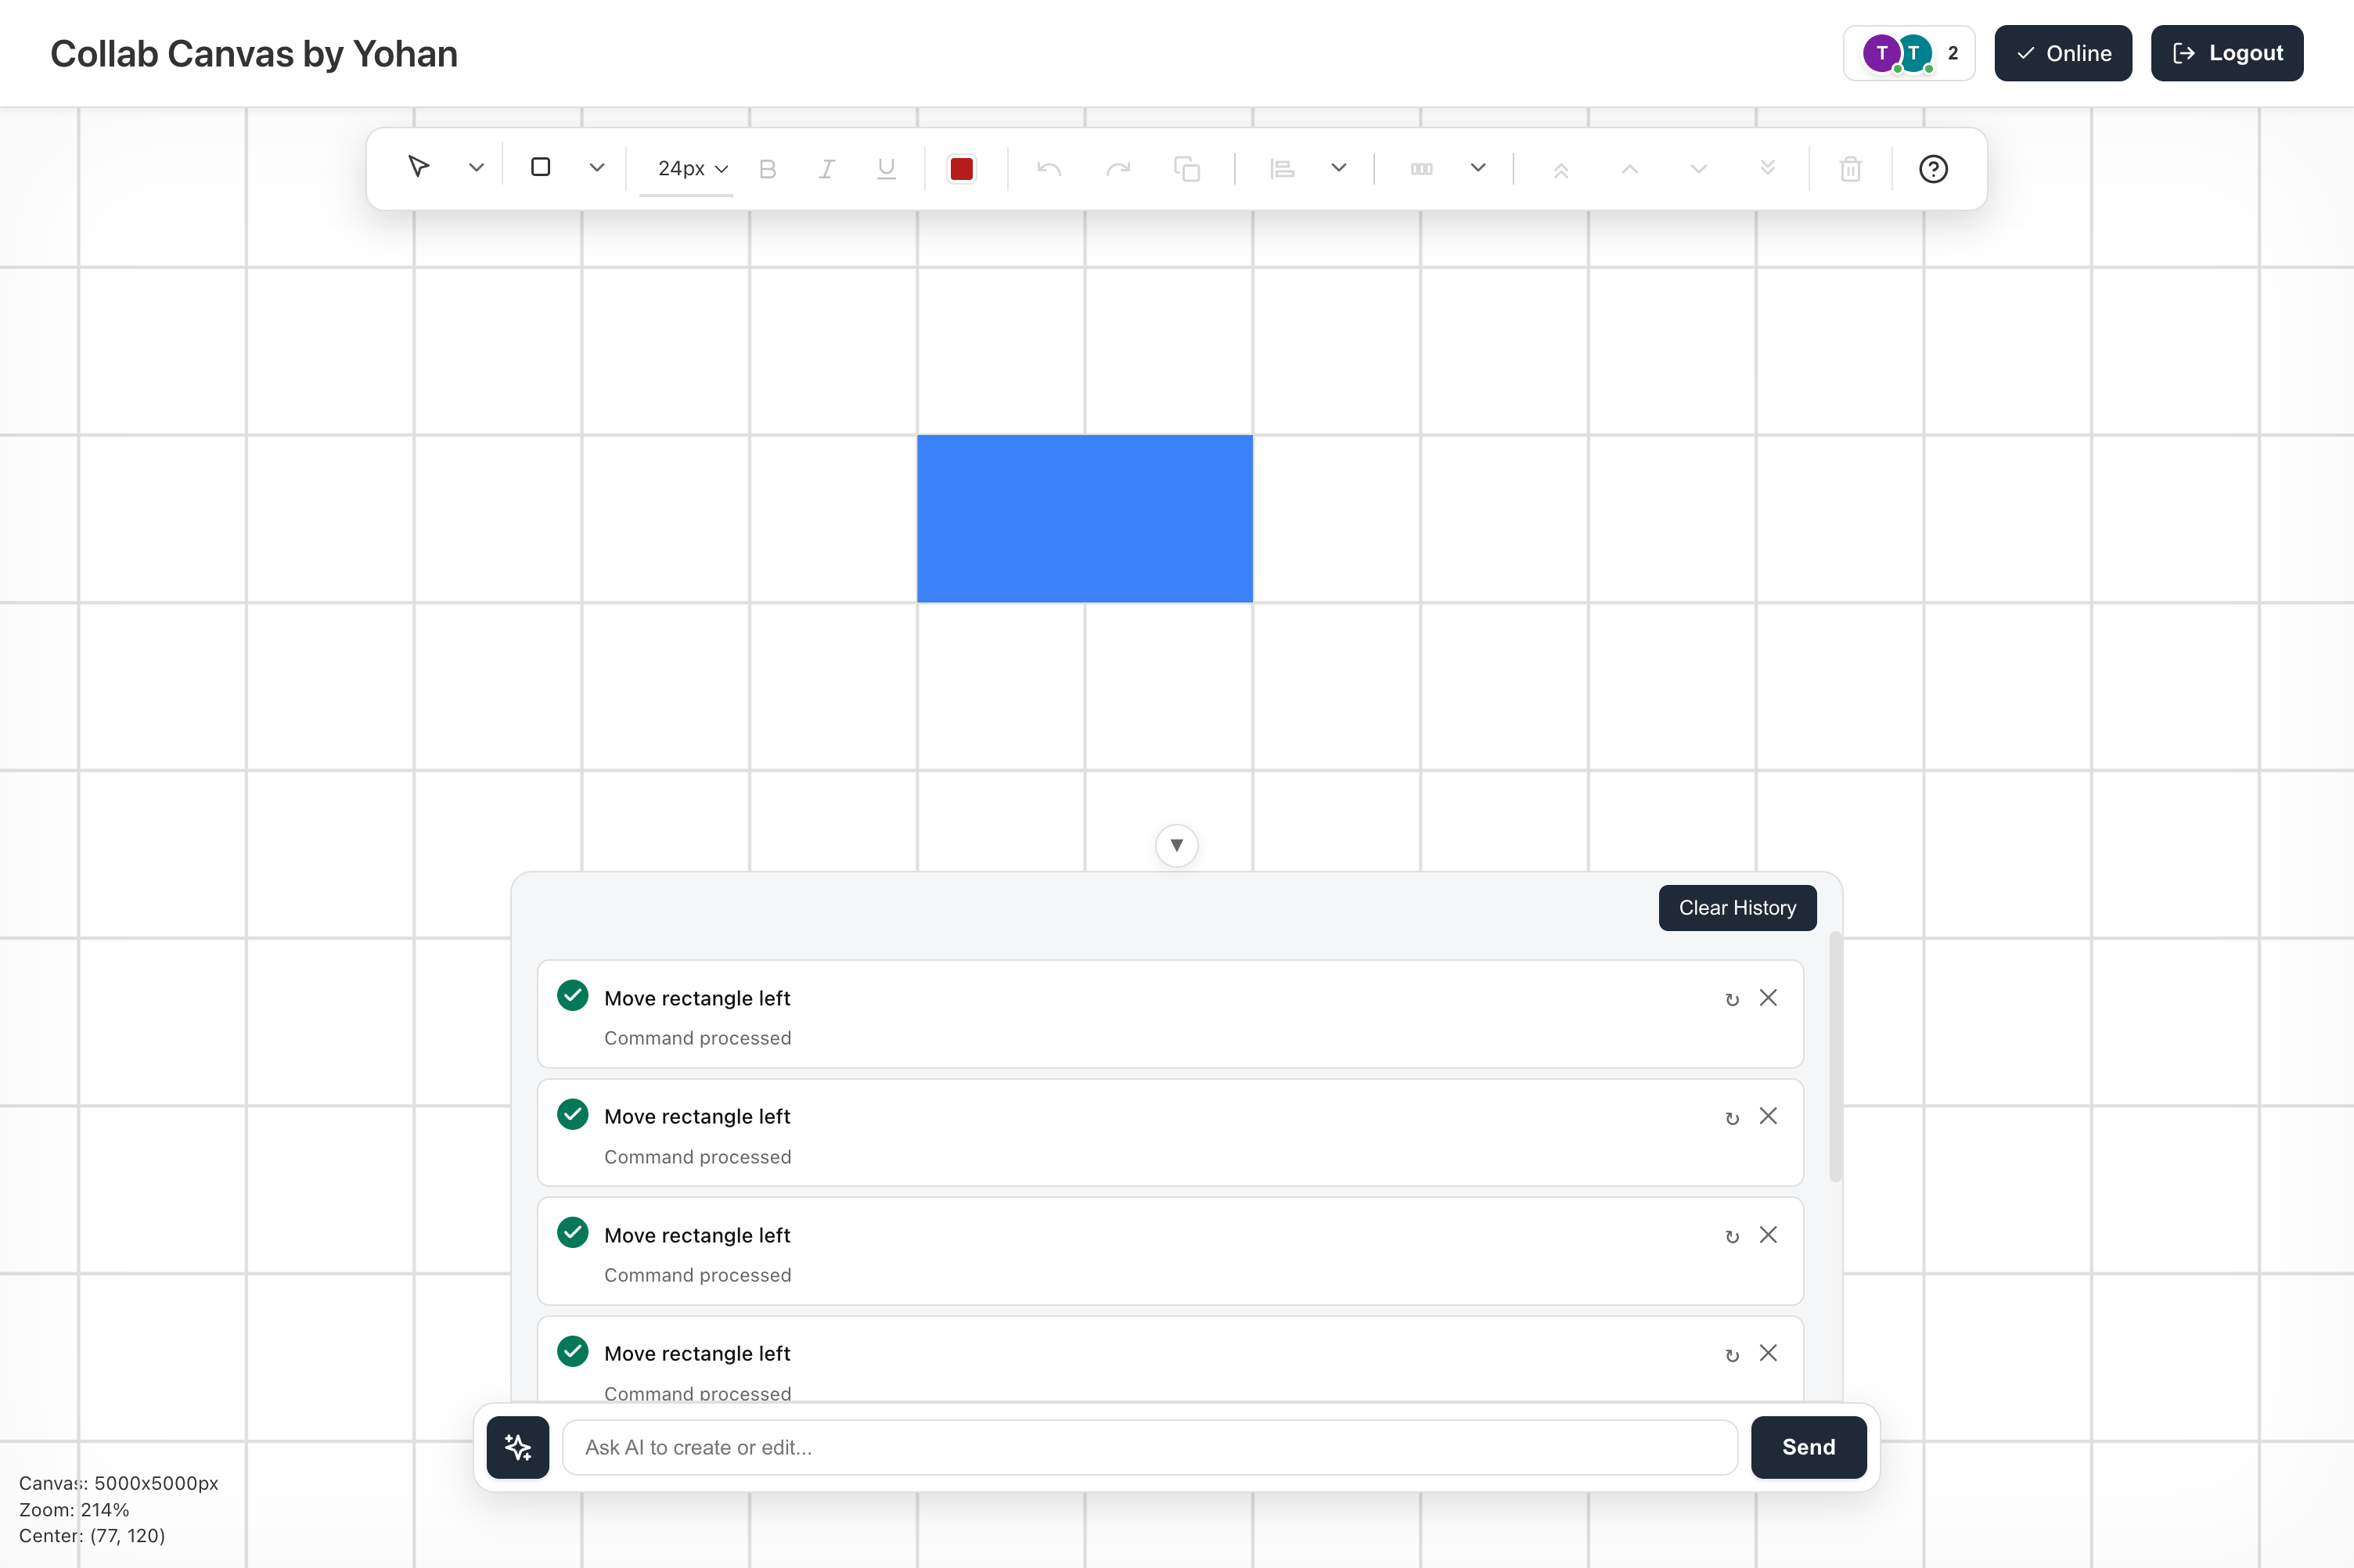 Collab Canvas by Yohan
T T 2
Online
Logout
24px
B I U
Clear History
Move rectangle left
Command processed
Move rectangle left
Command processed
Move rectangle left
Command processed
Move rectangle left
Command processed
Ask AI to create or edit...
Send
Canvas: 5000x5000px
Zoom: 214%
Center: (77, 120)